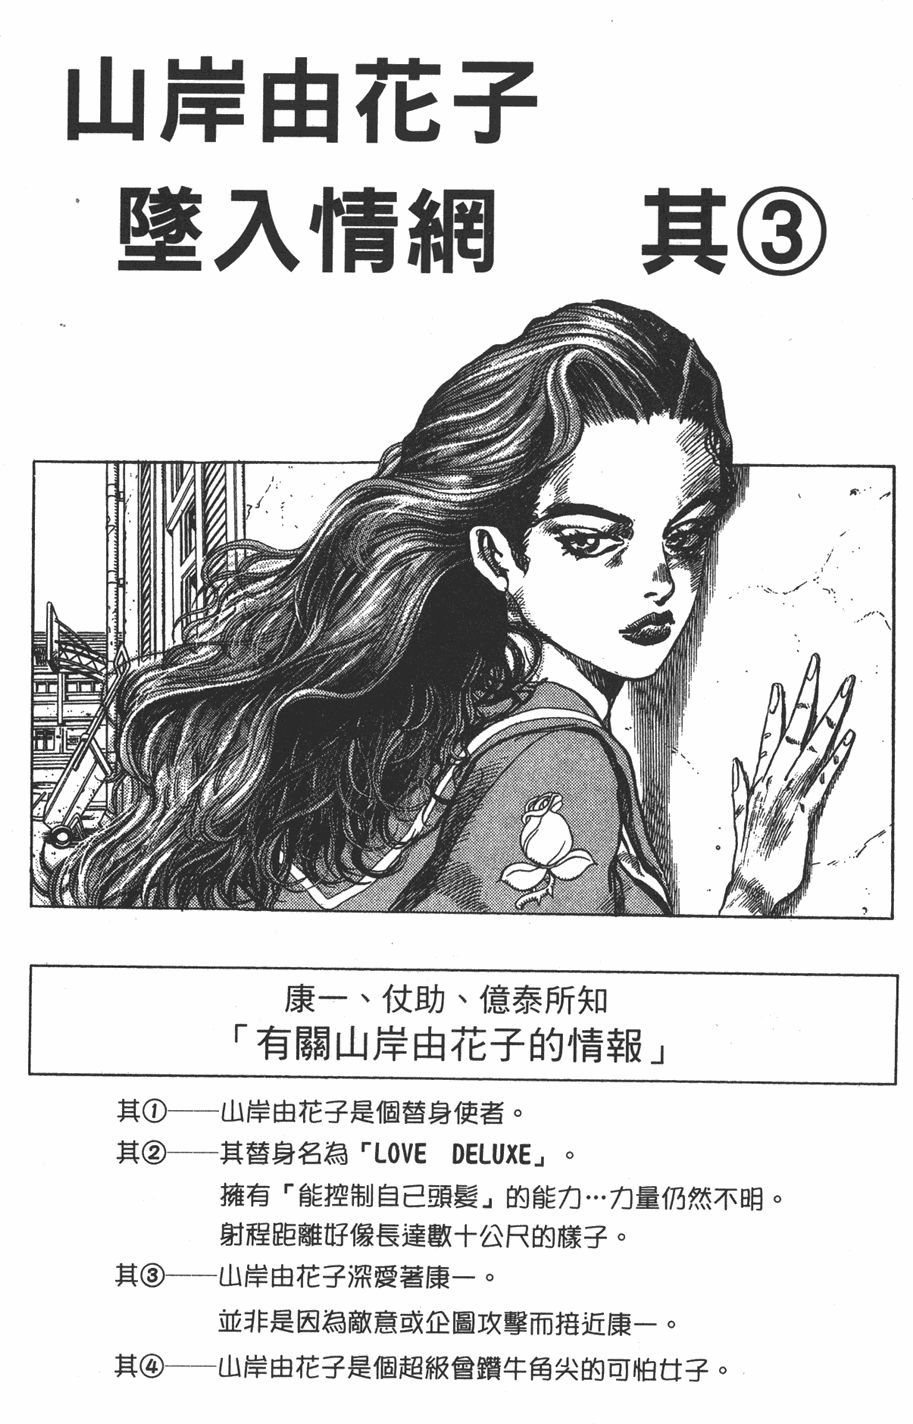 山岸由花子
墜入情網　其③
康一、仗助、億泰所知
「有關山岸由花子的情報」
其①──山岸由花子是個替身使者。
其②──其替身名為「LOVE DELUXE」。
擁有「能控制自己頭髮」的能力…力量仍然不明。
射程距離好像長達數十公尺的樣子。
其③──山岸由花子深愛著康一。
並非是因為敵意或企圖攻擊而接近康一。
其④──山岸由花子是個超級會鑽牛角尖的可怕女子。